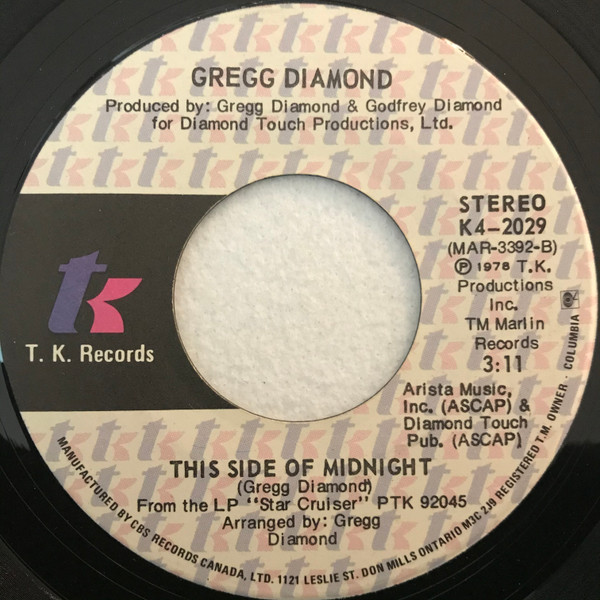 GREGG DIAMOND
Produced by: Gregg Diamond & Godfrey Diamond
for Diamond Touch Productions, Ltd.
tk
T. K. Records
STEREO
K4-2029
(MAR-3392-B)
Ⓟ 1978 T.K.
Productions
Inc.
TM Marlin
Records
3:11
Arista Music,
Inc. (ASCAP) &
Diamond Touch
Pub. (ASCAP)
THIS SIDE OF MIDNIGHT
(Gregg Diamond)
From the LP "Star Cruiser" PTK 92045
Arranged by: Gregg
Diamond
MANUFACTURED BY CBS RECORDS CANADA, LTD. 1121 LESLIE ST. DON MILLS ONTARIO M3C 2J9 REGISTERED T.M. OWNER · COLUMBIA